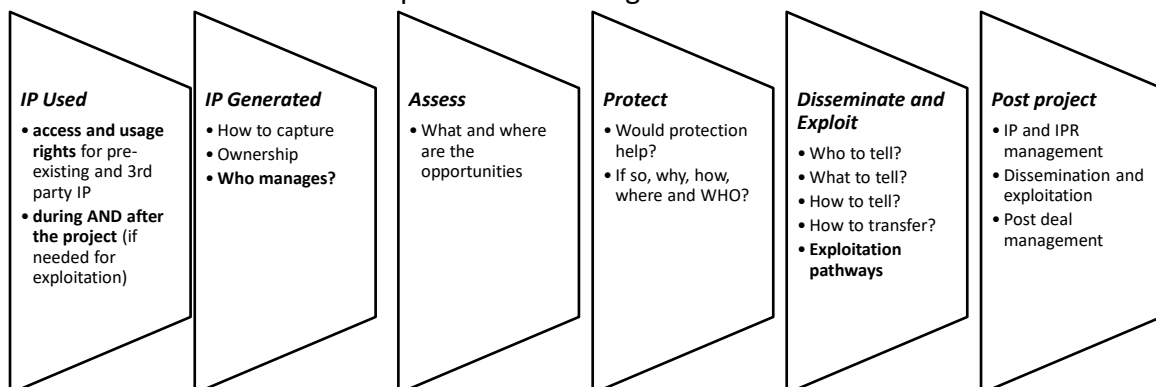 IP Used
• access and usage
rights for pre-
existing and 3rd
party IP
• during AND after
the project (if
needed for
exploitation)
IP Generated
• How to capture
• Ownership
• Who manages?
Assess
• What and where
are the
opportunities
Protect
• Would protection
help?
• If so, why, how,
where and WHO?
Disseminate and
Exploit
• Who to tell?
• What to tell?
• How to tell?
• How to transfer?
• Exploitation
pathways
Post project
• IP and IPR
management
• Dissemination and
exploitation
• Post deal
management